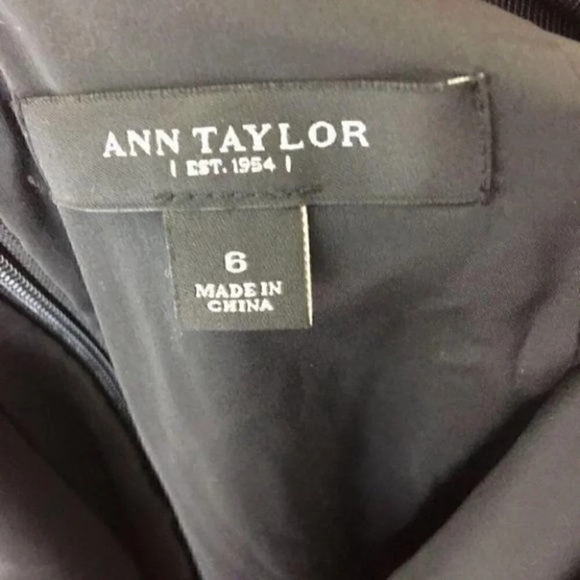 ANN TAYLOR
| EST. 1954 |
6
MADE IN
CHINA